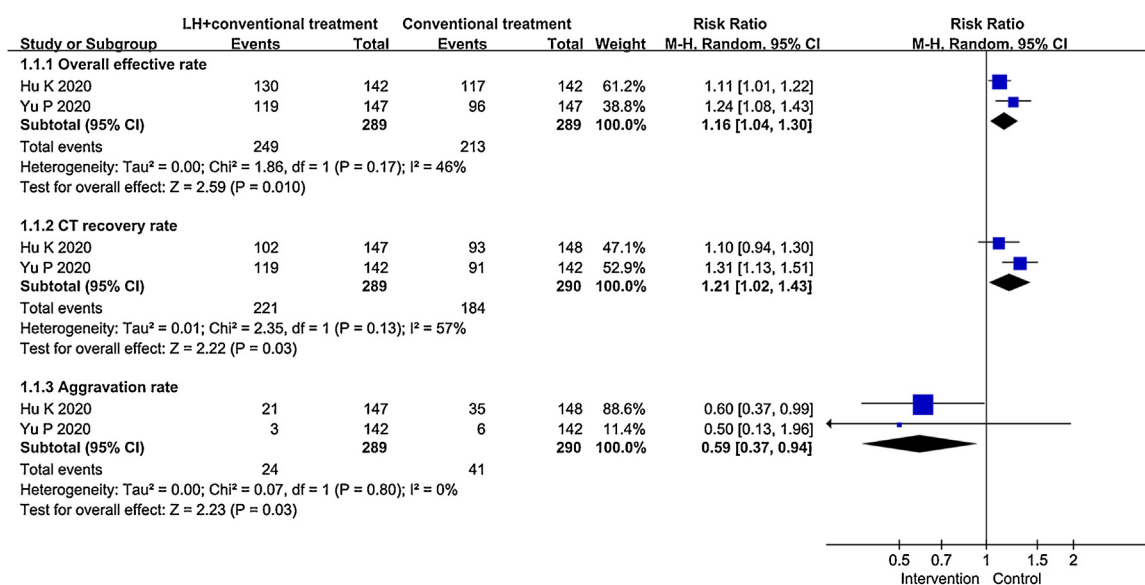 LH+conventional treatment Conventional treatment Risk Ratio Risk Ratio
Study or Subgroup Events Total Events Total Weight M-H, Random, 95% CI M-H, Random, 95% CI
1.1.1 Overall effective rate
Hu K 2020 130 142 117 142 61.2% 1.11 [1.01, 1.22]
Yu P 2020 119 147 96 147 38.8% 1.24 [1.08, 1.43]
Subtotal (95% CI) 289 289 100.0% 1.16 [1.04, 1.30]
Total events 249 213
Heterogeneity: Tau² = 0.00; Chi² = 1.86, df = 1 (P = 0.17); I² = 46%
Test for overall effect: Z = 2.59 (P = 0.010)
1.1.2 CT recovery rate
Hu K 2020 102 147 93 148 47.1% 1.10 [0.94, 1.30]
Yu P 2020 119 142 91 142 52.9% 1.31 [1.13, 1.51]
Subtotal (95% CI) 289 290 100.0% 1.21 [1.02, 1.43]
Total events 221 184
Heterogeneity: Tau² = 0.01; Chi² = 2.35, df = 1 (P = 0.13); I² = 57%
Test for overall effect: Z = 2.22 (P = 0.03)
1.1.3 Aggravation rate
Hu K 2020 21 147 35 148 88.6% 0.60 [0.37, 0.99]
Yu P 2020 3 142 6 142 11.4% 0.50 [0.13, 1.96]
Subtotal (95% CI) 289 290 100.0% 0.59 [0.37, 0.94]
Total events 24 41
Heterogeneity: Tau² = 0.00; Chi² = 0.07, df = 1 (P = 0.80); I² = 0%
Test for overall effect: Z = 2.23 (P = 0.03)
0.5 0.7 1 1.5 2
Intervention Control